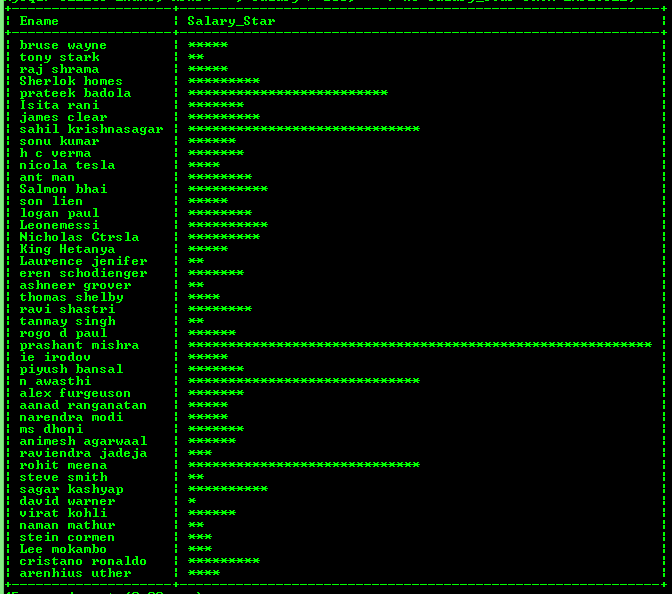 Ename Salary_Star
bruse wayne *****
tony stark **
raj shrama *****
Sherlok homes *********
prateek badola *************************
Isita rani *******
james clear *********
sahil krishnasagar *****************************
sonu kumar ******
h c verma *******
nicola tesla ****
ant man ********
Salmon bhai **********
son lien *****
logan paul ********
Leonemessi **********
Nicholas Ctrsla *********
King Hetanya *****
Laurence jenifer **
eren schodienger *******
ashneer grover **
thomas shelby ****
ravi shastri ********
tanmay singh **
rogo d paul ******
prashant mishra **********************************************************
ie irodov *****
piyush bansal *******
n awasthi *****************************
alex furgeuson *******
aanad ranganatan *****
narendra modi *****
ms dhoni *******
animesh agarwaal ******
raviendra jadeja ***
rohit meena *****************************
steve smith **
sagar kashyap **********
david warner *
virat kohli ******
naman mathur **
stein cormen ***
Lee mokambo ***
cristano ronaldo *********
arenhius uther ****